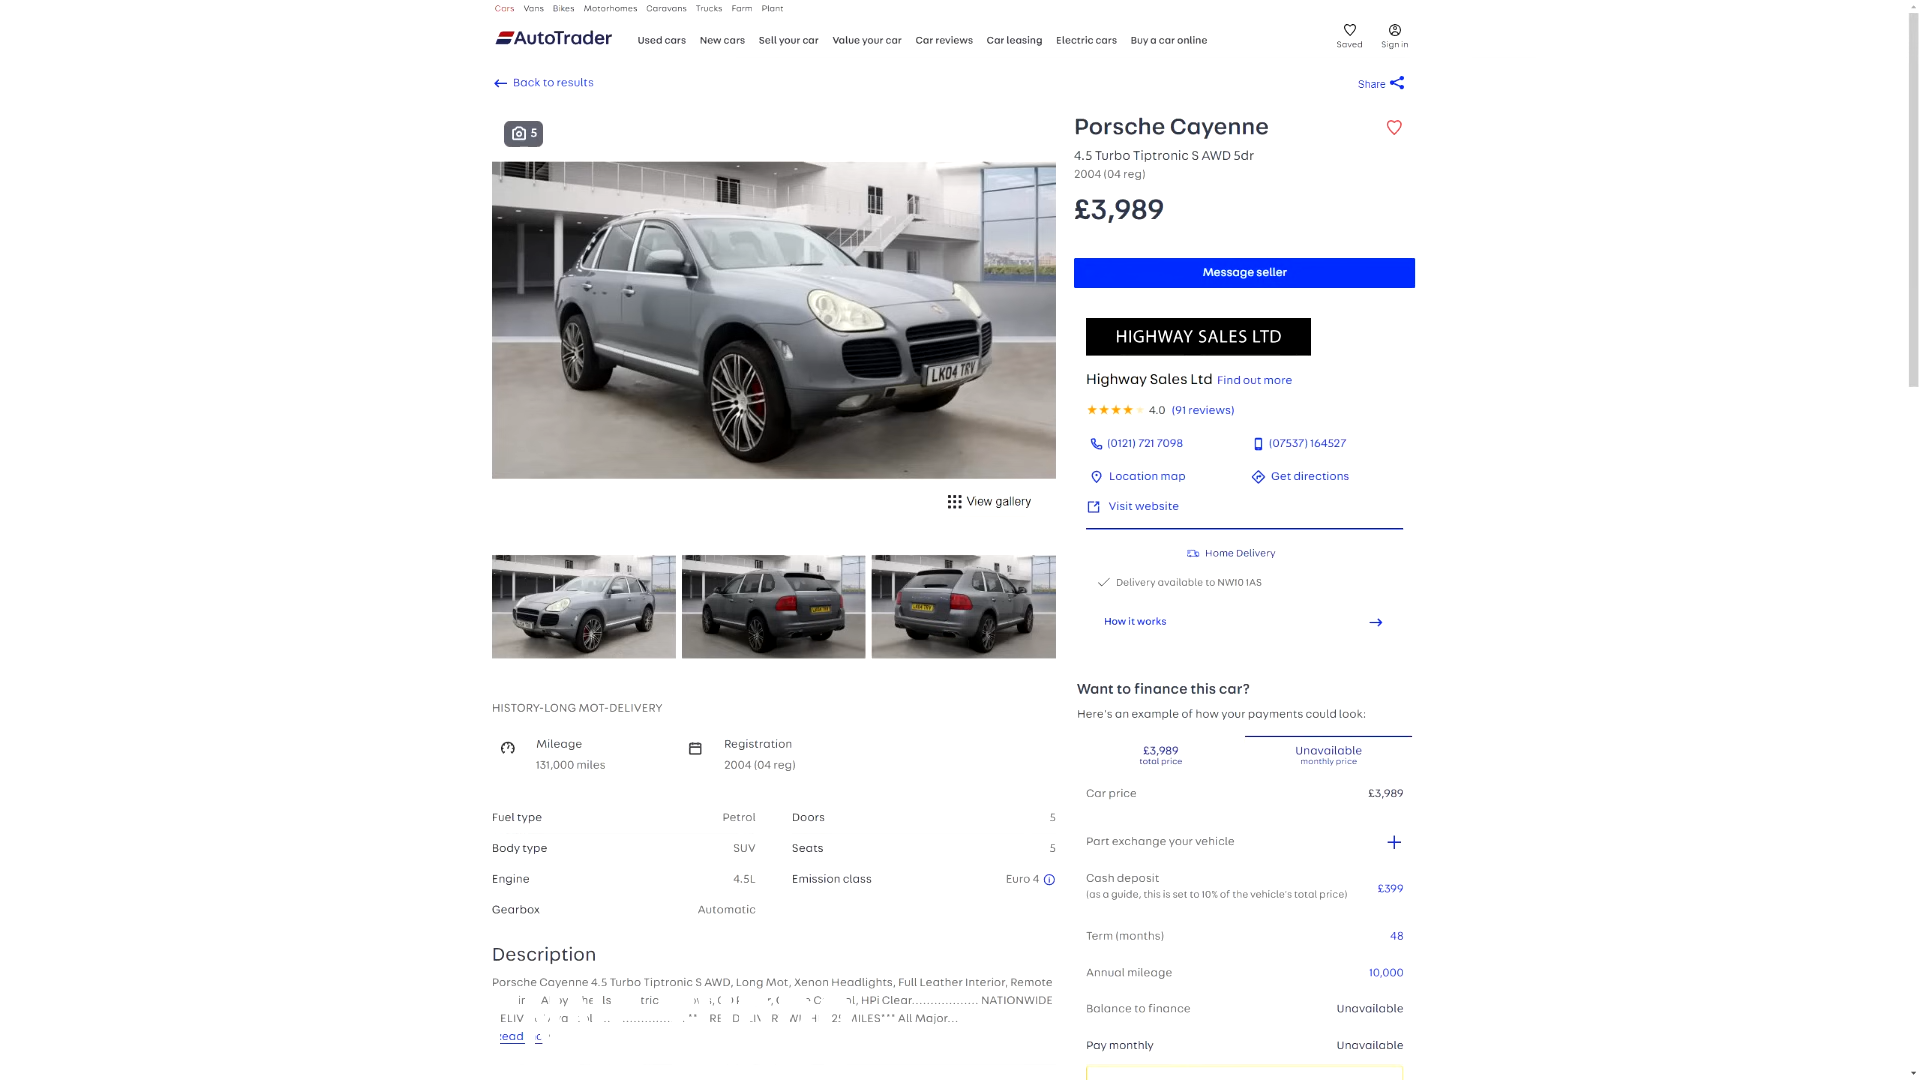 Cars Vans Bikes Motorhomes Caravans Trucks Farm Plant
AutoTrader Used cars New cars Sell your car Value your car Car reviews Car leasing Electric cars Buy a car online Saved Sign in
Back to results
Share
5
Porsche Cayenne
4.5 Turbo Tiptronic S AWD 5dr
2004 (04 reg)
£3,989
Message seller
HIGHWAY SALES LTD
LK04 TRV
Highway Sales Ltd Find out more
4.0 (91 reviews)
(0121) 721 7098 (07537) 164527
Location map Get directions
View gallery
Visit website
Home Delivery
Delivery available to NW10 1AS
How it works
HISTORY-LONG MOT-DELIVERY
Mileage Registration
131,000 miles 2004 (04 reg)
Fuel type Petrol Doors 5
Body type SUV Seats 5
Engine 4.5L Emission class Euro 4
Gearbox Automatic
Description
Porsche Cayenne 4.5 Turbo Tiptronic S AWD, Long Mot, Xenon Headlights, Full Leather Interior, Remote
HPi Clear.................. NATIONWIDE
MILES*** All Major...
Want to finance this car?
Here's an example of how your payments could look:
£3,989 Unavailable
total price monthly price
Car price £3,989
Part exchange your vehicle
Cash deposit
(as a guide, this is set to 10% of the vehicle's total price) £399
Term (months) 48
Annual mileage 10,000
Balance to finance Unavailable
Pay monthly Unavailable